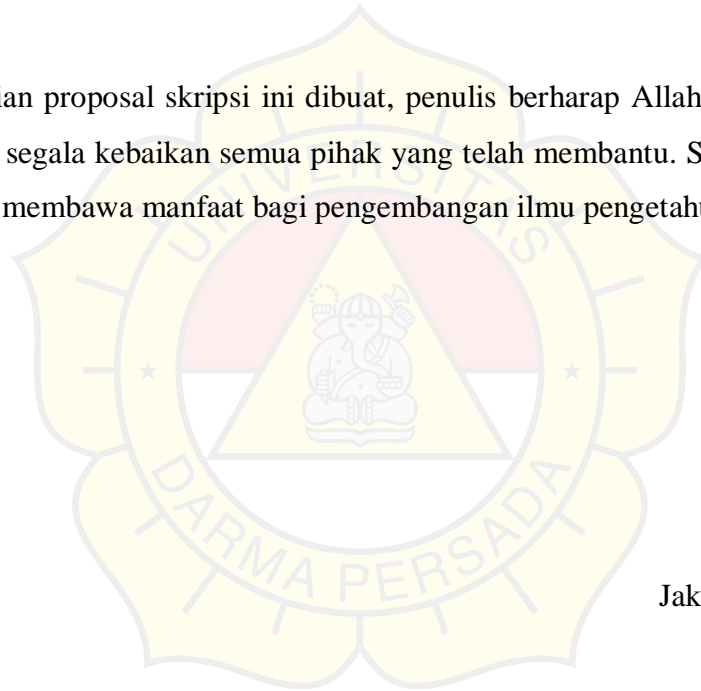 ian proposal skripsi ini dibuat, penulis berharap Allah
segala kebaikan semua pihak yang telah membantu. S
membawa manfaat bagi pengembangan ilmu pengetahu
UNIVERSITAS
DARMA PERSADA
Jak